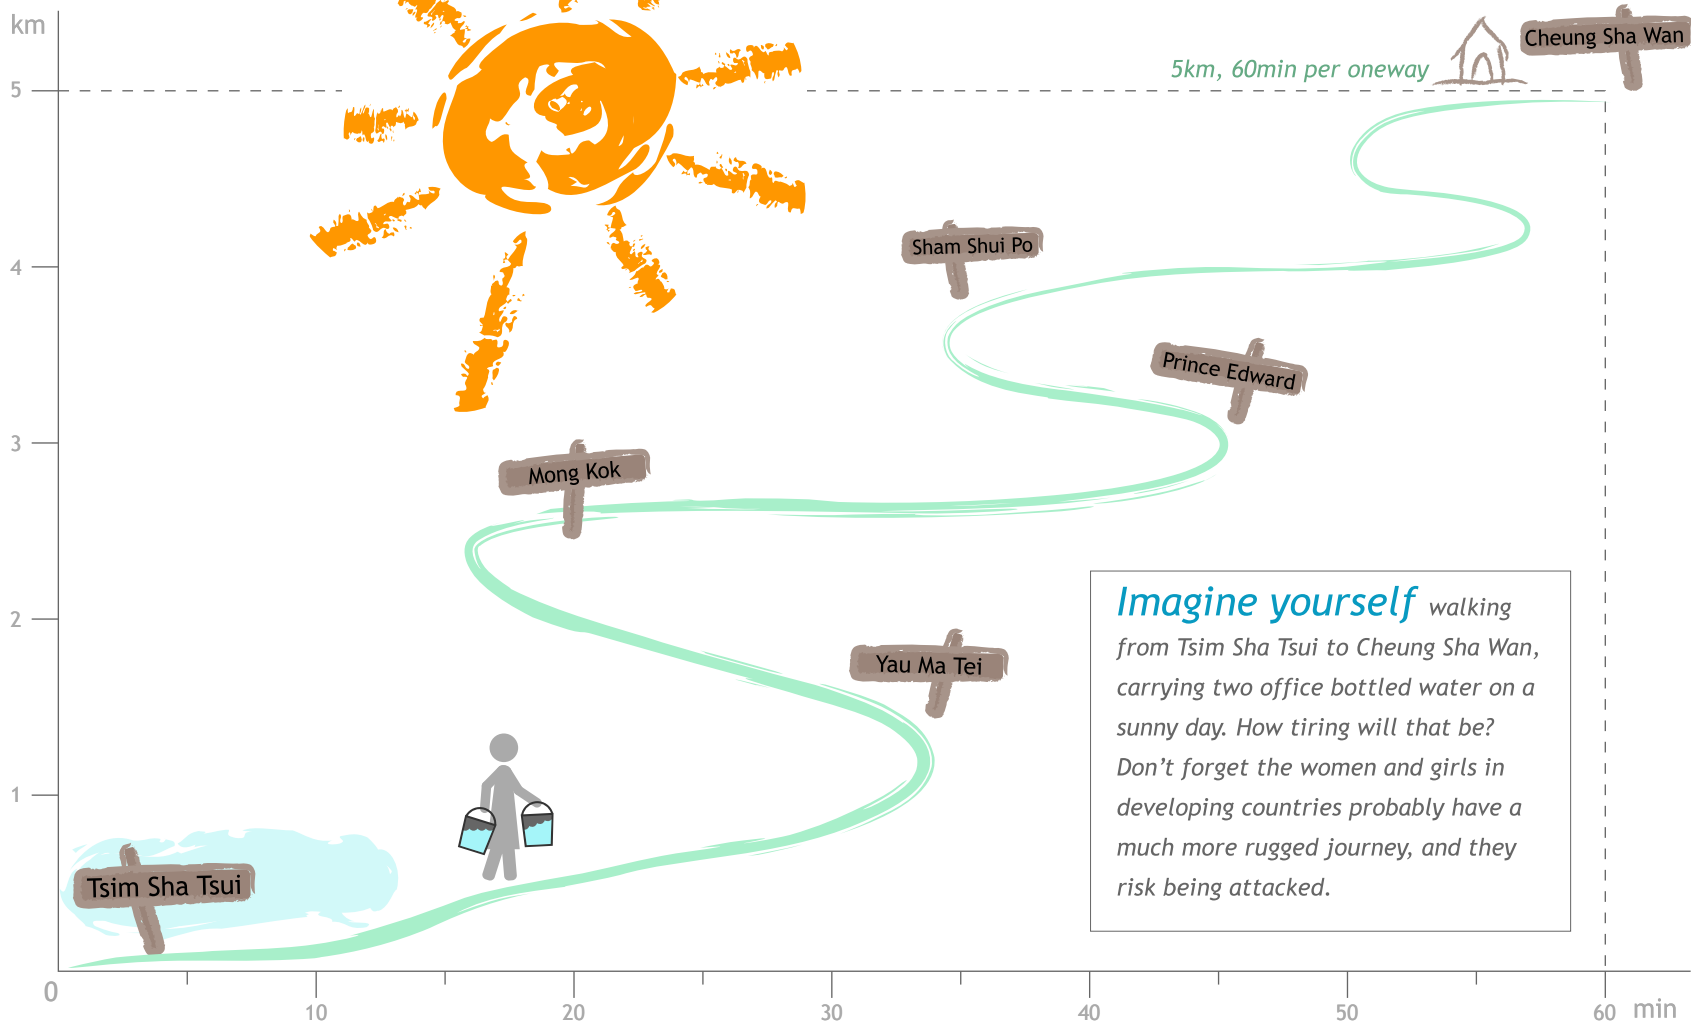 km
5km, 60min per oneway
Cheung Sha Wan
5
4
Sham Shui Po
Prince Edward
3
Mong Kok
2
Yau Ma Tei
1
Tsim Sha Tsui
Imagine yourself walking
from Tsim Sha Tsui to Cheung Sha Wan,
carrying two office bottled water on a
sunny day. How tiring will that be?
Don’t forget the women and girls in
developing countries probably have a
much more rugged journey, and they
risk being attacked.
0
10
20
30
40
50
60
min